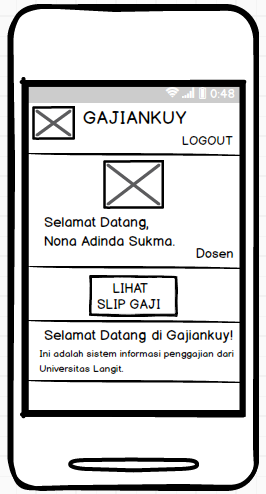 0:48
GAJIANKUY
LOGOUT
Selamat Datang,
Nona Adinda Sukma.
Dosen
LIHAT
SLIP GAJI
Selamat Datang di Gajiankuy!
Ini adalah sistem informasi penggajian dari
Universitas Langit.